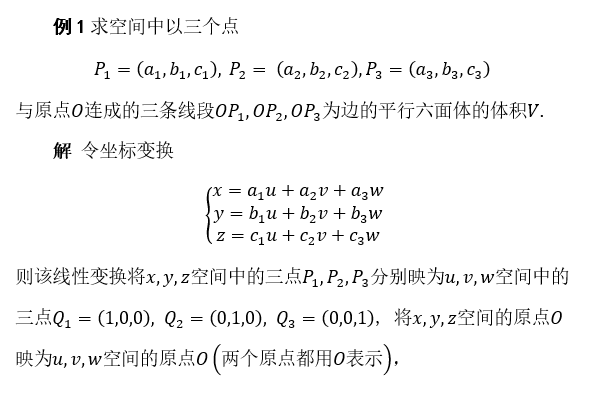 例 1 求空间中以三个点
P₁ = (a₁, b₁, c₁), P₂ = (a₂, b₂, c₂), P₃ = (a₃, b₃, c₃)
与原点O连成的三条线段OP₁, OP₂, OP₃为边的平行六面体的体积V.
解 令坐标变换
x = a₁u + a₂v + a₃w
y = b₁u + b₂v + b₃w
z = c₁u + c₂v + c₃w
则该线性变换将x, y, z空间中的三点P₁, P₂, P₃分别映为u, v, w空间中的
三点Q₁ = (1,0,0), Q₂ = (0,1,0), Q₃ = (0,0,1)，将x, y, z空间的原点O
映为u, v, w空间的原点O (两个原点都用O表示)，